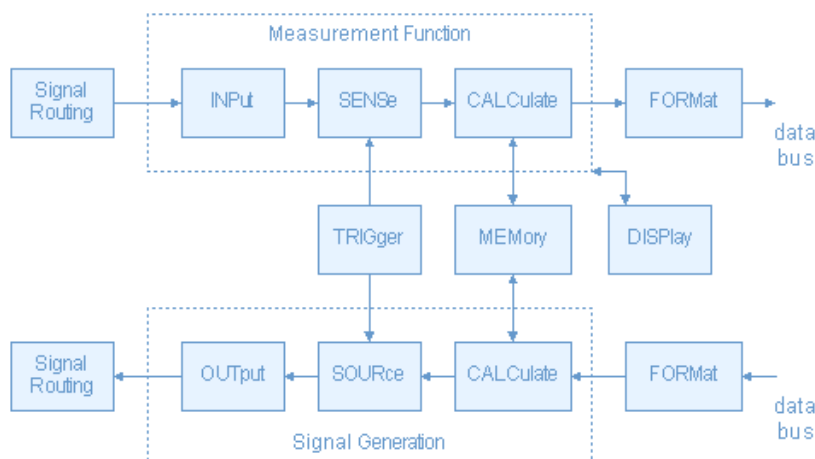 Measurement Function
Signal
Routing
INPut
SENSe
CALCulate
FORMat
data
bus
TRIGger
MEMory
DISPlay
Signal
Routing
OUTput
SOURce
CALCulate
FORMat
data
bus
Signal Generation